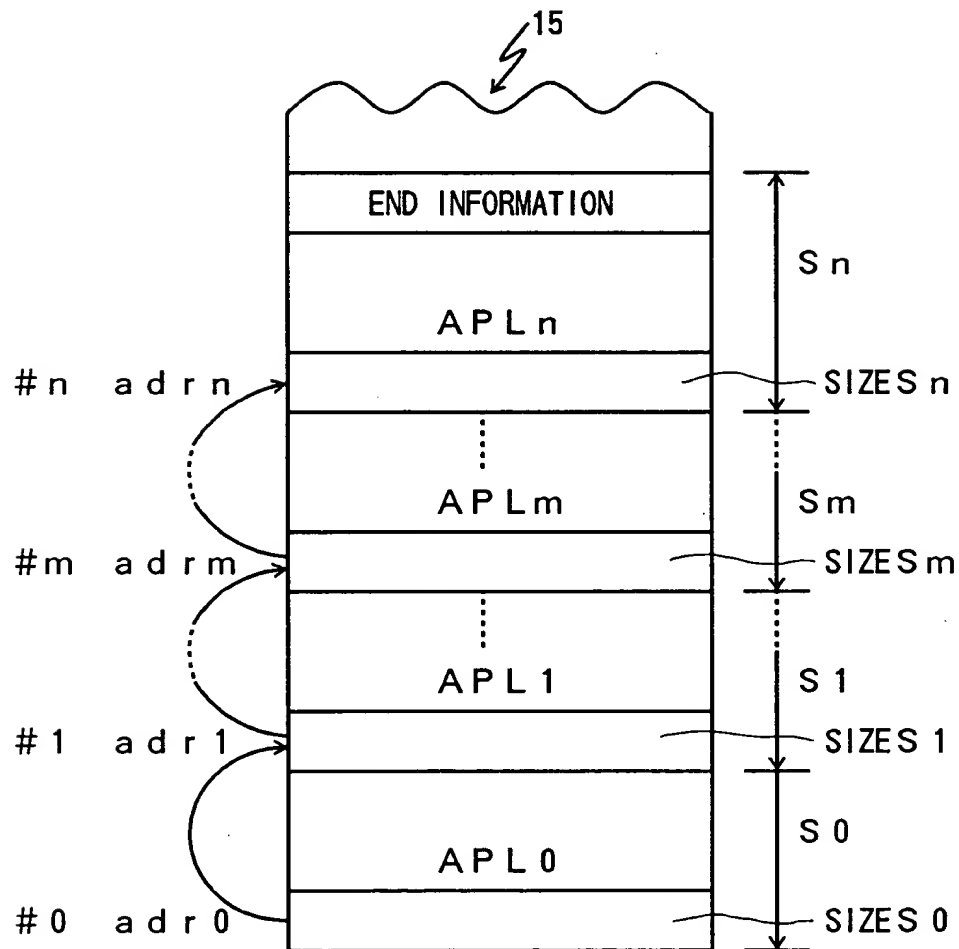 15
END INFORMATION
Sn
APLn
#n adrn
SIZESn
APLm
Sm
#m adrm
SIZESm
APL1
S1
#1 adr1
SIZES1
S0
APL0
#0 adr0
SIZES0